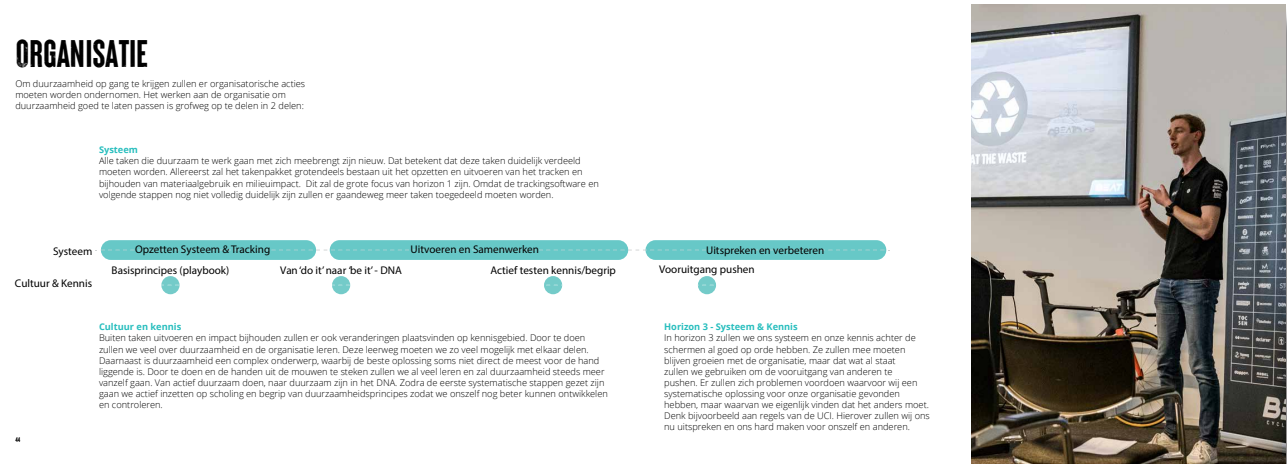 ORGANISATIE
Om duurzaamheid op gang te krijgen zullen er organisatorische acties
moeten worden ondernomen. Het werken aan de organisatie om
duurzaamheid goed te laten passen is grofweg op te delen in 2 delen:
Systeem
Alle taken die duurzaam te werk gaan met zich meebrengt zijn nieuw. Dat betekent dat deze taken duidelijk verdeeld
moeten worden. Allereerst zal het takenpakket grotendeels bestaan uit het opzetten en uitvoeren van het tracken en
bijhouden van materiaalgebruik en milieuimpact. Dit zal de grote focus van horizon 1 zijn. Omdat de trackingsoftware en
volgende stappen nog niet volledig duidelijk zijn zullen er gaandeweg meer taken toegedeeld moeten worden.
Systeem
Opzetten Systeem & Tracking
Uitvoeren en Samenwerken
Uitspreken en verbeteren
Cultuur & Kennis
Basisprincipes (playbook)
Van 'do it' naar 'be it' - DNA
Actief testen kennis/begrip
Vooruitgang pushen
Cultuur en kennis
Buiten taken uitvoeren en impact bijhouden zullen er ook veranderingen plaatsvinden op kennisgebied. Door te doen
zullen we veel over duurzaamheid en de organisatie leren. Deze leerweg moeten we zo veel mogelijk met elkaar delen.
Daarnaast is duurzaamheid een complex onderwerp, waarbij de beste oplossing soms niet direct de meest voor de hand
liggende is. Door te doen en de handen uit de mouwen te steken zullen we al veel leren en zal duurzaamheid steeds meer
vanzelf gaan. Van actief duurzaam doen, naar duurzaam zijn in het DNA. Zodra de eerste systematische stappen gezet zijn
gaan we actief inzetten op scholing en begrip van duurzaamheidsprincipes zodat we onszelf nog beter kunnen ontwikkelen
en controleren.
Horizon 3 - Systeem & Kennis
In horizon 3 zullen we ons systeem en onze kennis achter de
schermen al goed op orde hebben. Ze zullen mee moeten
blijven groeien met de organisatie, maar dat wat al staat
zullen we gebruiken om de vooruitgang van anderen te
pushen. Er zullen zich problemen voordoen waarvoor wij een
systematische oplossing voor onze organisatie gevonden
hebben, maar waarvan we eigenlijk vinden dat het anders moet.
Denk bijvoorbeeld aan regels van de UCI. Hierover zullen wij ons
nu uitspreken en ons hard maken voor onszelf en anderen.
AT THE WASTE
BEAT